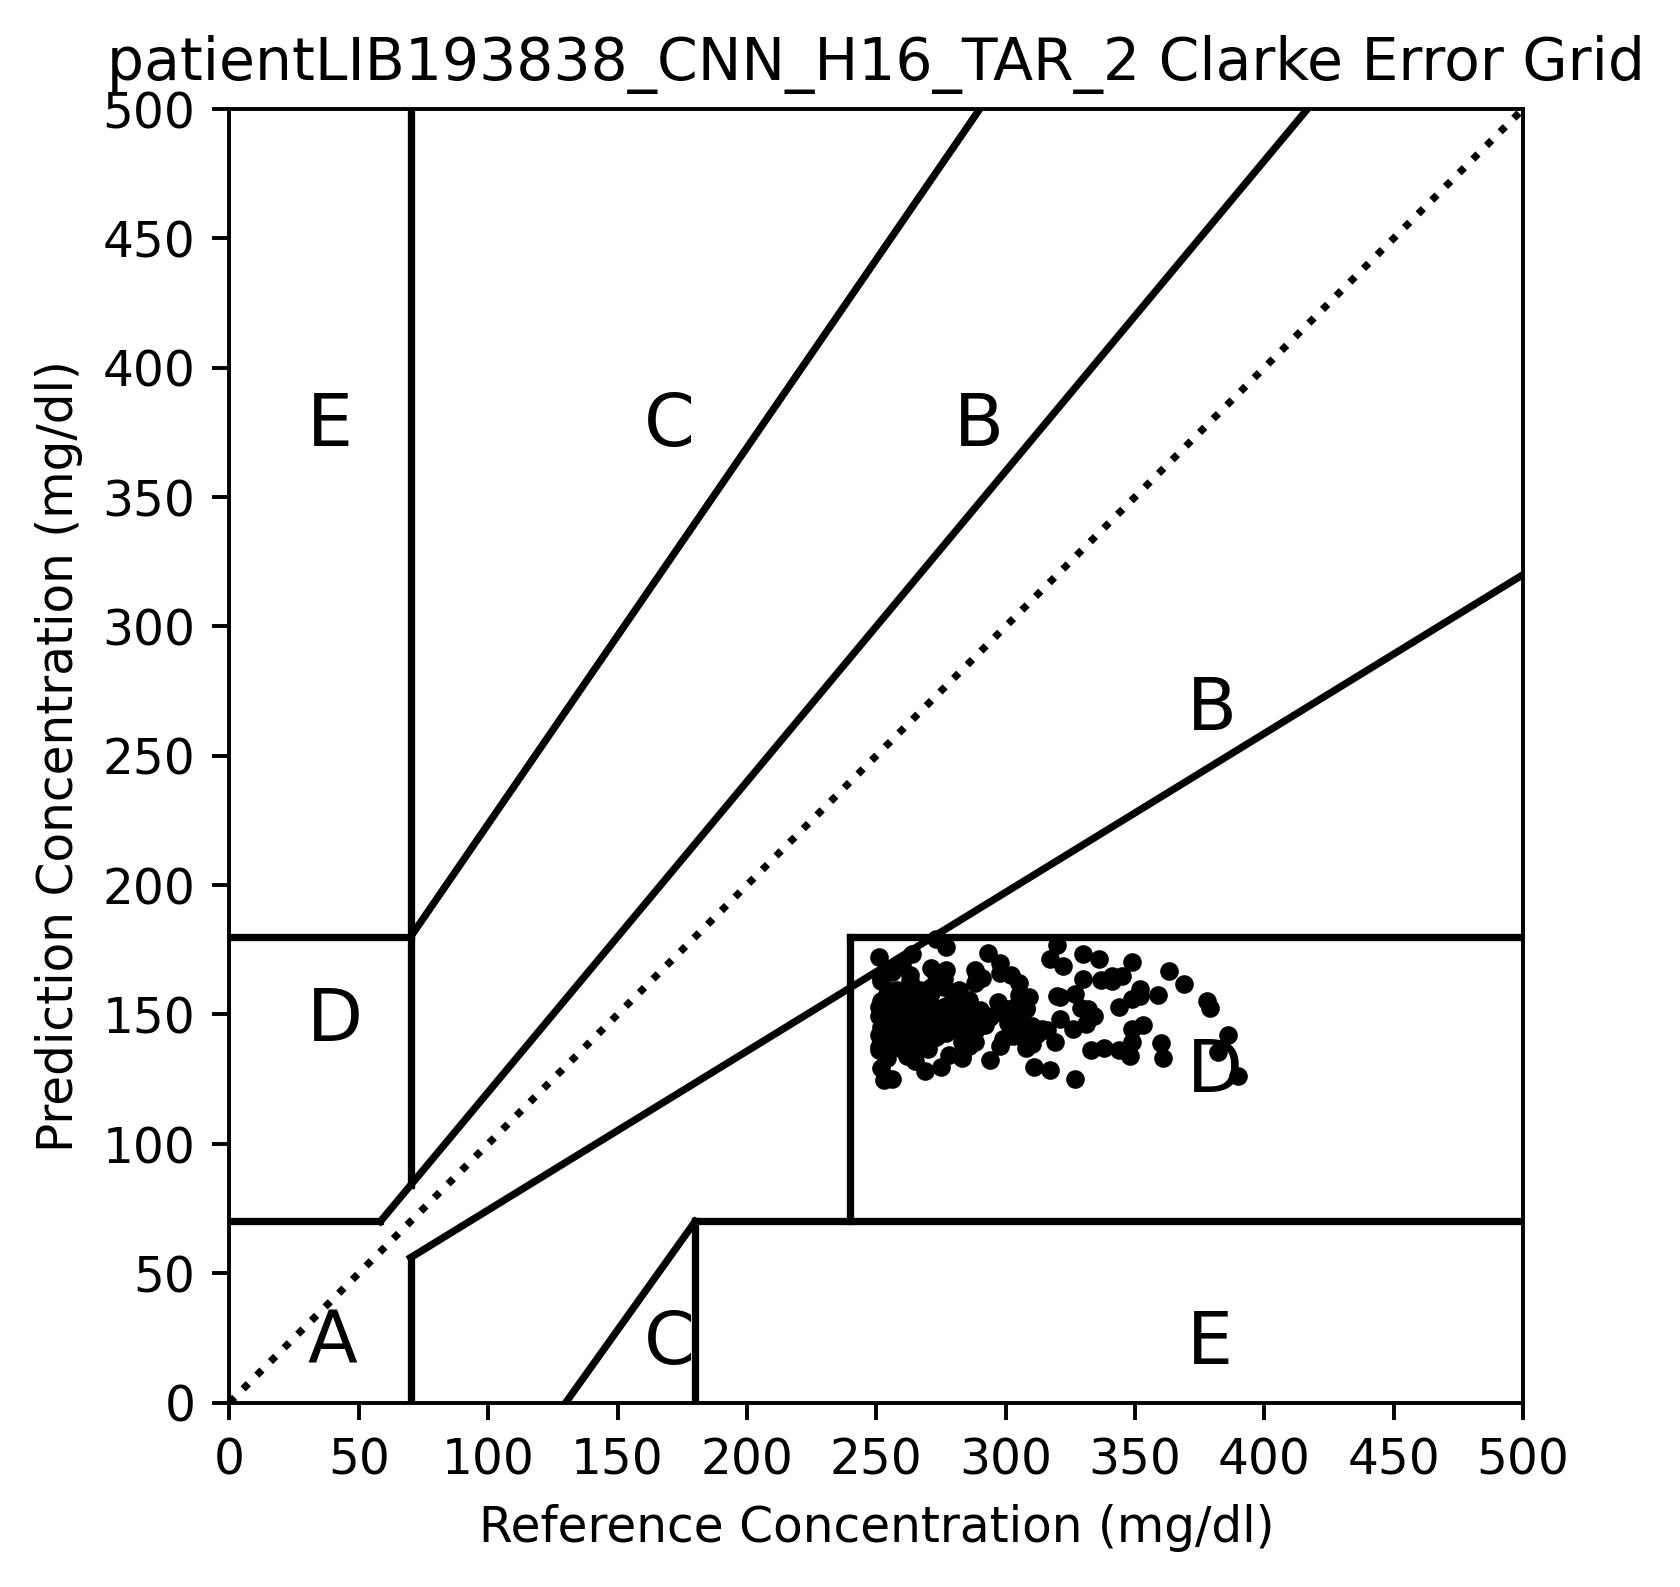 patientLIB193838_CNN_H16_TAR_2 Clarke Error Grid
500
450
400
350
300
250
200
150
100
50
0
Prediction Concentration (mg/dl)
E
C
B
B
D
D
A
C
E
0 50 100 150 200 250 300 350 400 450 500
Reference Concentration (mg/dl)